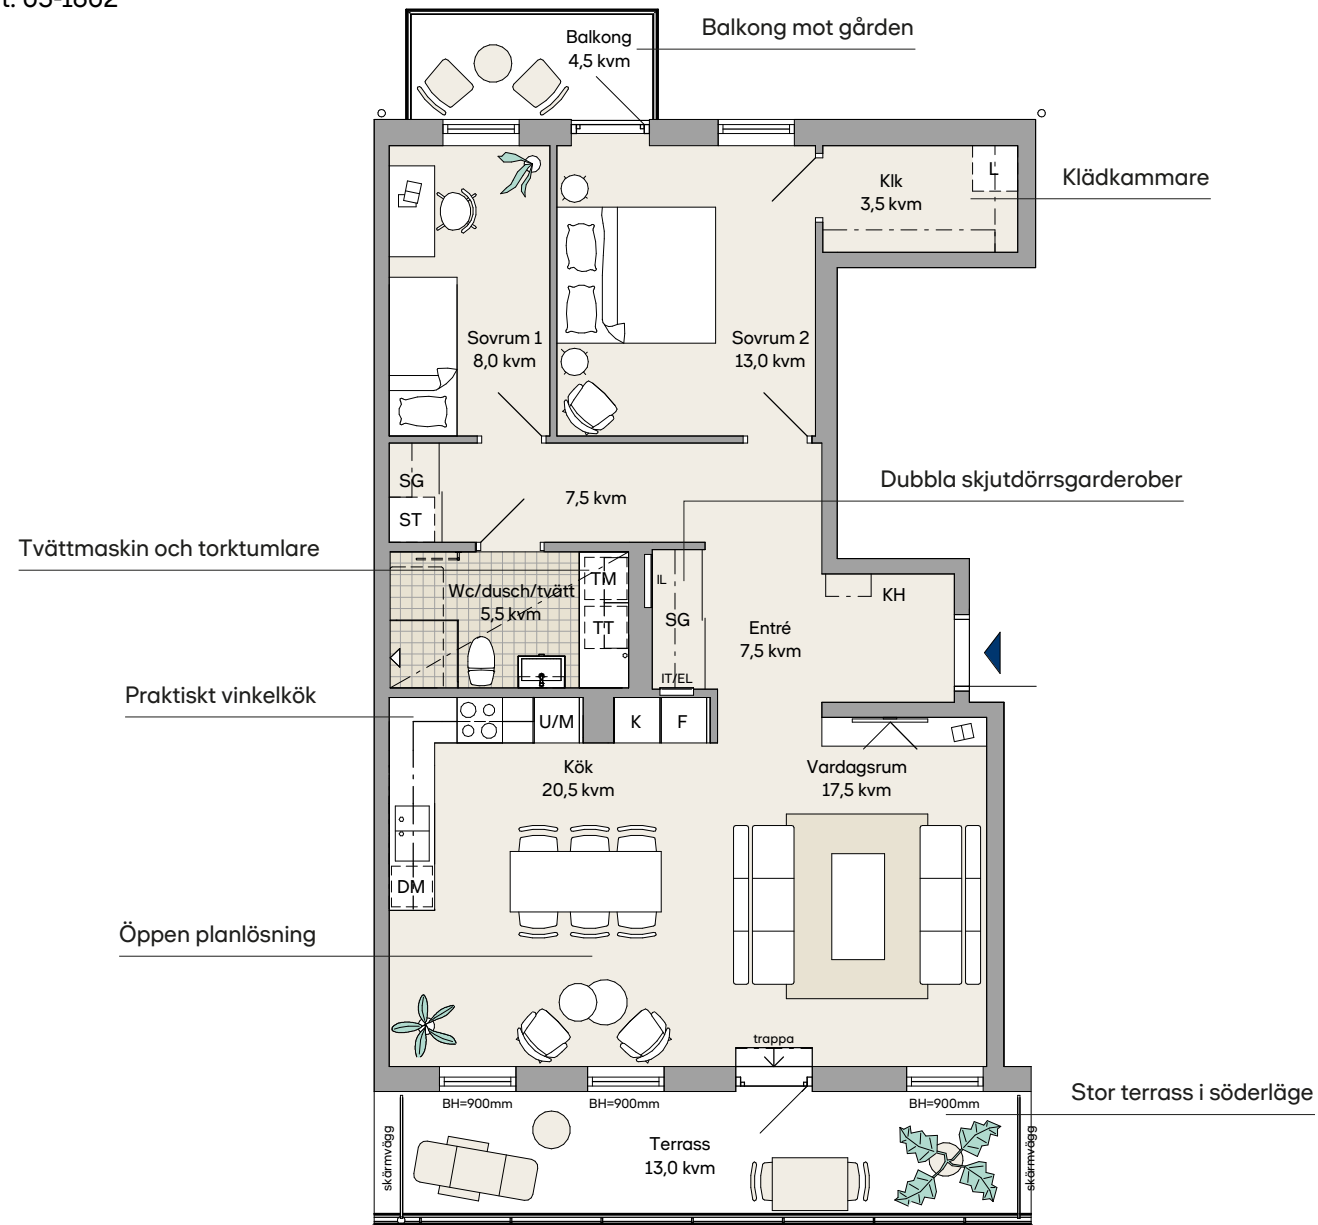 Balkong mot gården
Balkong
4,5 kvm
Klk
3,5 kvm
L
Klädkammare
Sovrum 1
8,0 kvm
Sovrum 2
13,0 kvm
SG
ST
7,5 kvm
Dubbla skjutdörrsgarderober
Tvättmaskin och torktumlare
Wc/dusch/tvätt
5,5 kvm
TM
TT
IL
SG
IT/EL
KH
Entré
7,5 kvm
Praktiskt vinkelkök
U/M
K
F
Kök
20,5 kvm
Vardagsrum
17,5 kvm
DM
Öppen planlösning
trappa
BH=900mm
BH=900mm
BH=900mm
Stor terrass i söderläge
skärmvägg
Terrass
13,0 kvm
skärmvägg